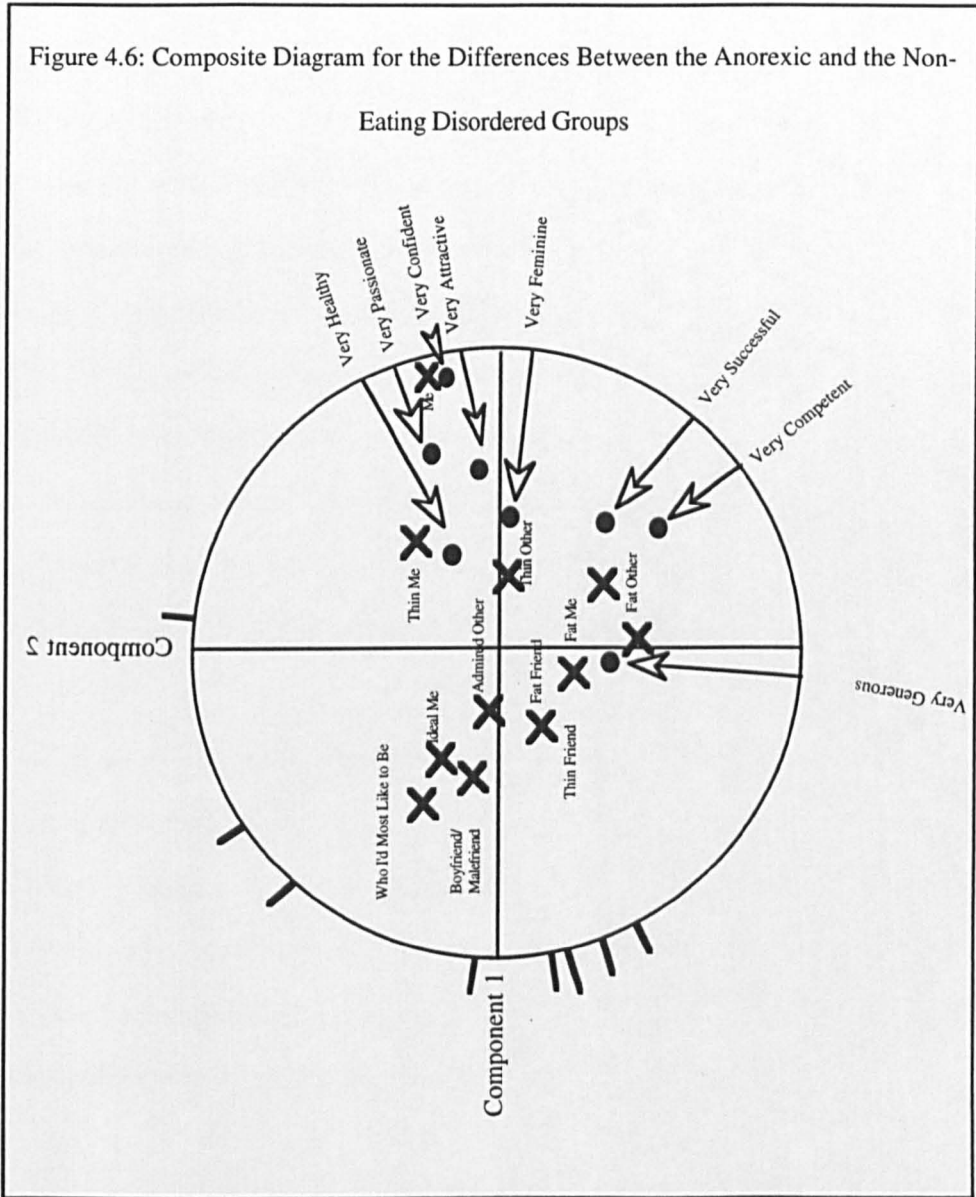 Figure 4.6: Composite Diagram for the Differences Between the Anorexic and the Non-
Eating Disordered Groups
Very Healthy
Very Passionate
Very Confident
Very Attractive
Very Feminine
Very Successful
Very Competent
Me
Thin Me
Thin Other
Fat Me
Fat Other
Component 2
Admired Other
Fat Friend
Very Generous
Ideal Me
Thin Friend
Who I'd Most Like to Be
Boyfriend/
Malefriend
Component 1